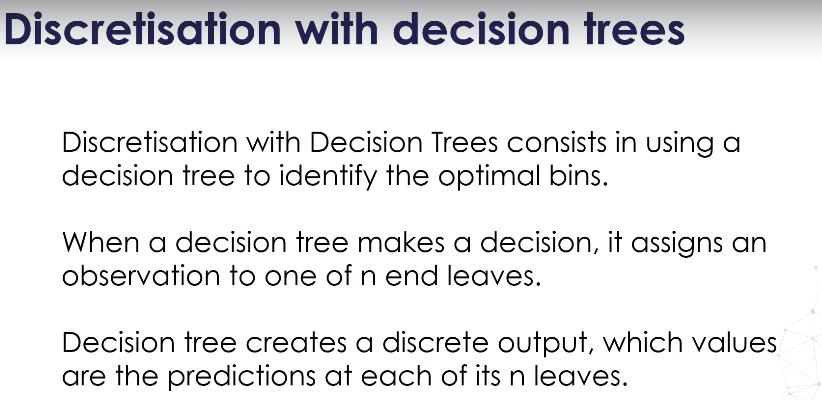 Discretisation with decision trees
Discretisation with Decision Trees consists in using a
decision tree to identify the optimal bins.
When a decision tree makes a decision, it assigns an
observation to one of n end leaves.
Decision tree creates a discrete output, which values
are the predictions at each of its n leaves.